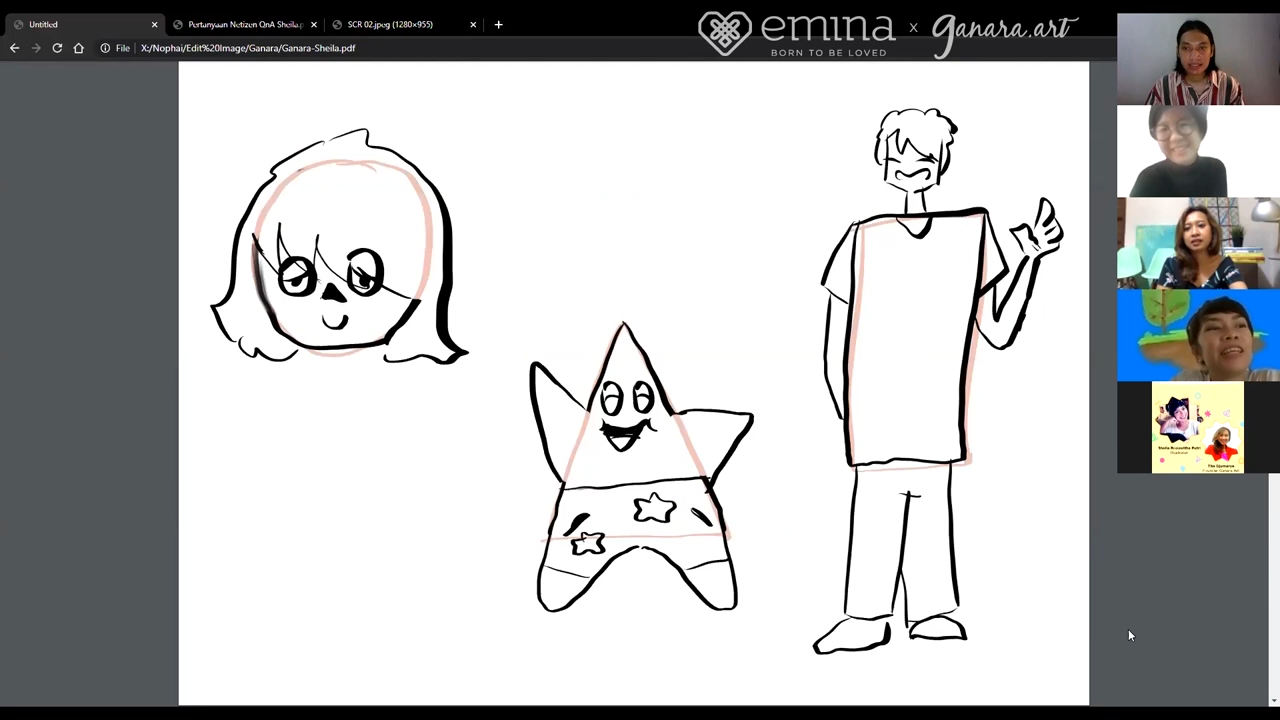 Untitled
Pertanyaan Netizen QnA Sheila.p
SCR 02.jpeg (1280×955)
File
X:/Nophai/Edit%20Image/Ganara/Ganara-Sheila.pdf
emina x ganara.art
BORN TO BE LOVED